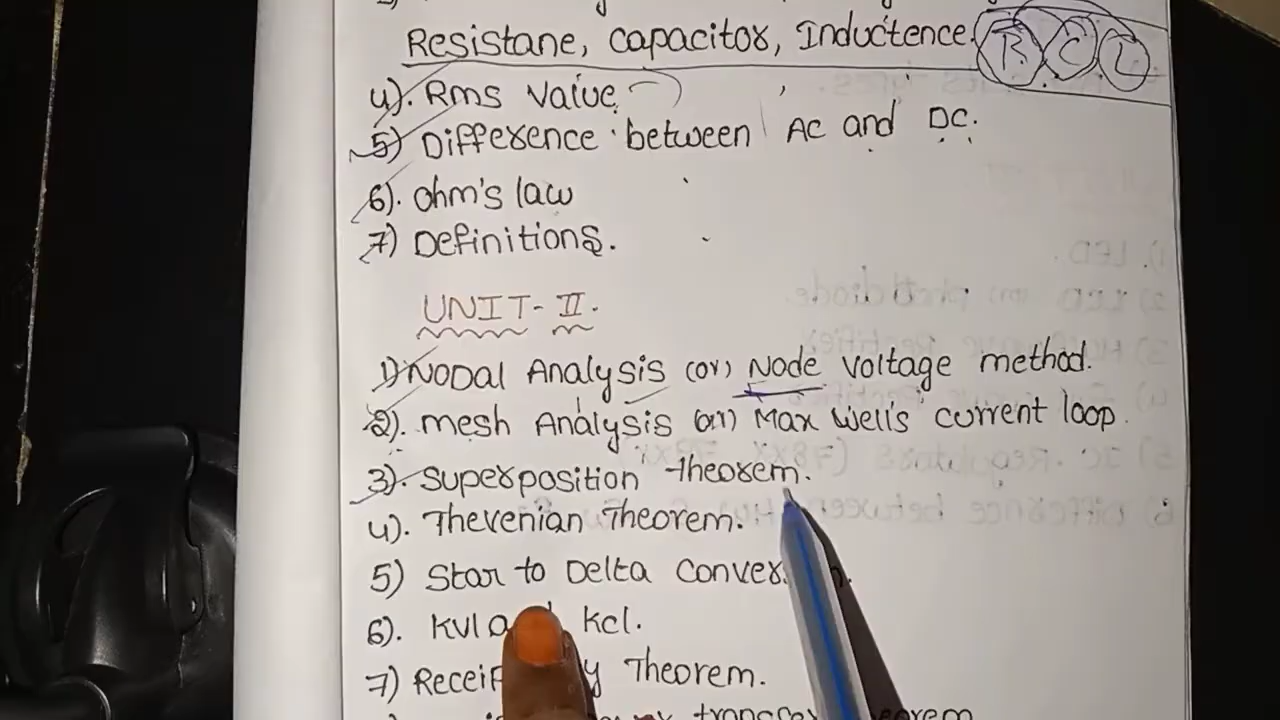 Resistane, capacitor, Inductence. R C L
4). Rms value
5) Difference between AC and DC.
6). ohm's law
7) Definitions.
UNIT - II.
1) NODal Analysis (or) Node voltage method.
2). mesh Analysis (or) Max well's current loop.
3). Superposition Theorem.
4). Thevenian Theorem.
5) Star to Delta
6). kvl kcl.
7) Theorem.
Theorem